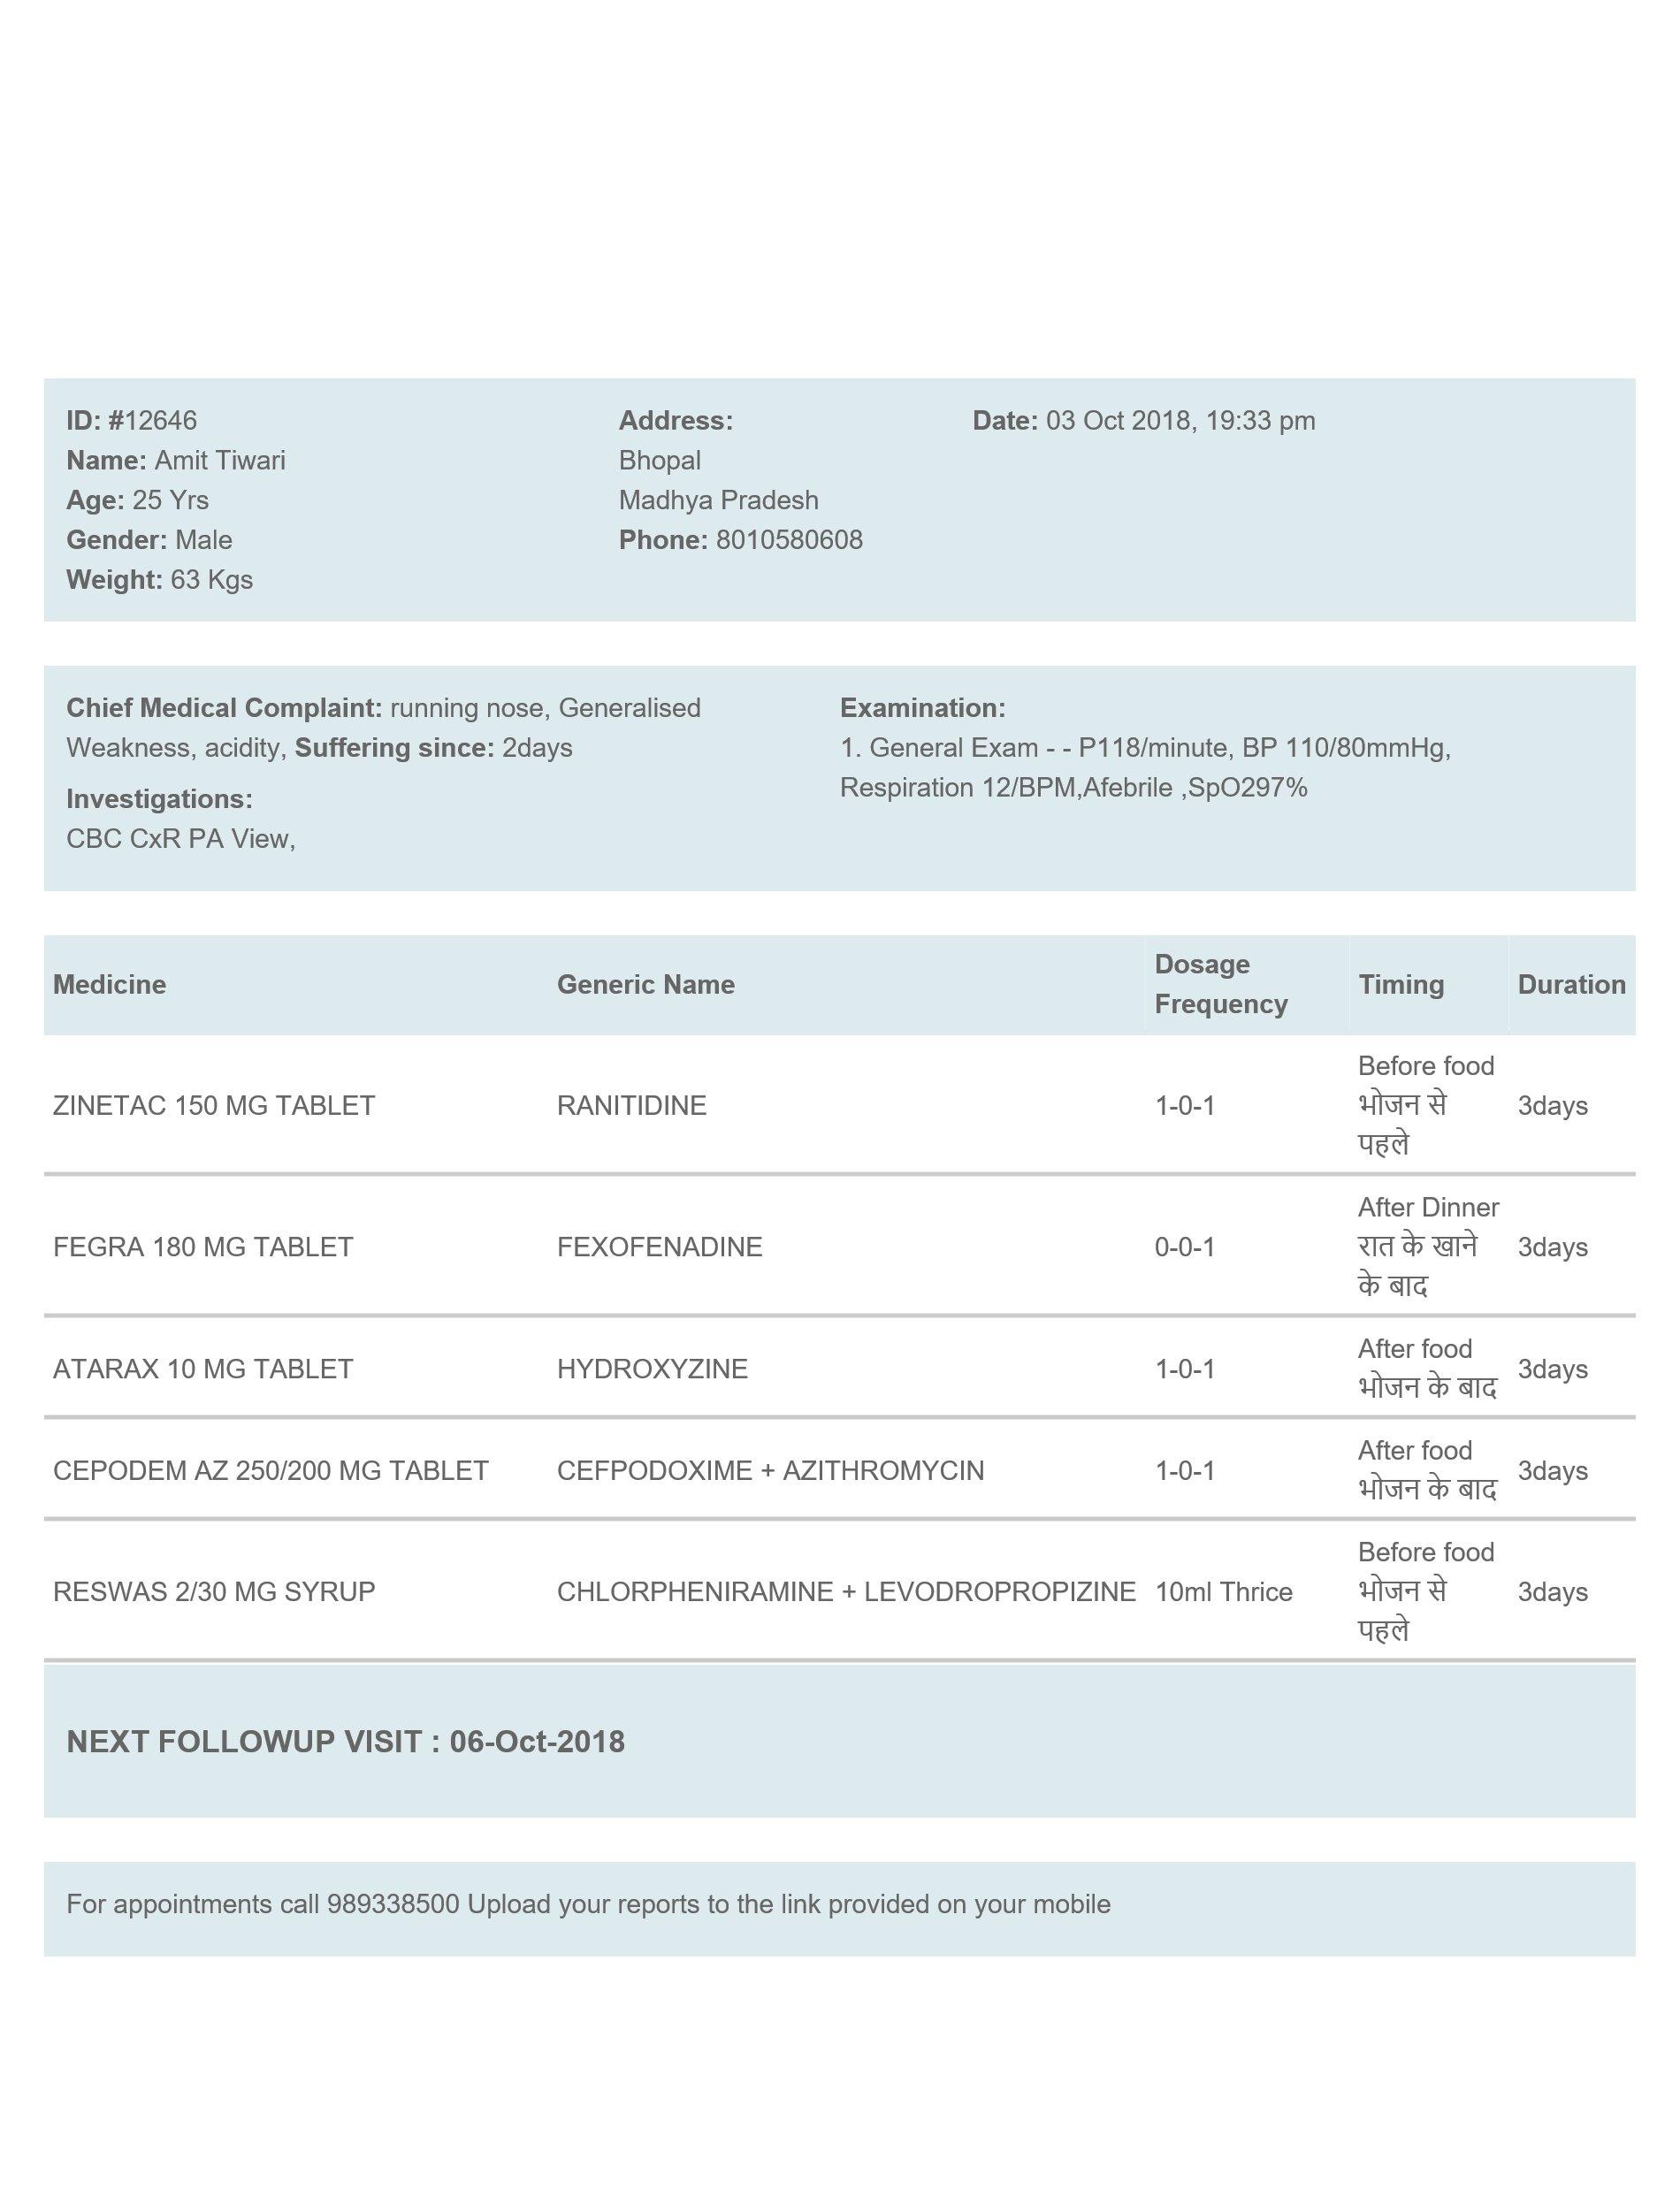 ID: #12646
Name: Amit Tiwari
Age: 25 Yrs
Gender: Male
Weight: 63 Kgs
Address:
Bhopal
Madhya Pradesh
Phone: 8010580608
Date: 03 Oct 2018, 19:33 pm
Chief Medical Complaint: running nose, Generalised
Weakness, acidity, Suffering since: 2days
Investigations:
CBC CxR PA View,
Examination:
1. General Exam - - P118/minute, BP 110/80mmHg,
Respiration 12/BPM,Afebrile ,SpO297%
Medicine Generic Name Dosage Frequency Timing Duration
ZINETAC 150 MG TABLET RANITIDINE 1-0-1 Before food भोजन से पहले 3days
FEGRA 180 MG TABLET FEXOFENADINE 0-0-1 After Dinner रात के खाने के बाद 3days
ATARAX 10 MG TABLET HYDROXYZINE 1-0-1 After food भोजन के बाद 3days
CEPODEM AZ 250/200 MG TABLET CEFPODOXIME + AZITHROMYCIN 1-0-1 After food भोजन के बाद 3days
RESWAS 2/30 MG SYRUP CHLORPHENIRAMINE + LEVODROPROPIZINE 10ml Thrice Before food भोजन से पहले 3days
NEXT FOLLOWUP VISIT : 06-Oct-2018
For appointments call 989338500 Upload your reports to the link provided on your mobile